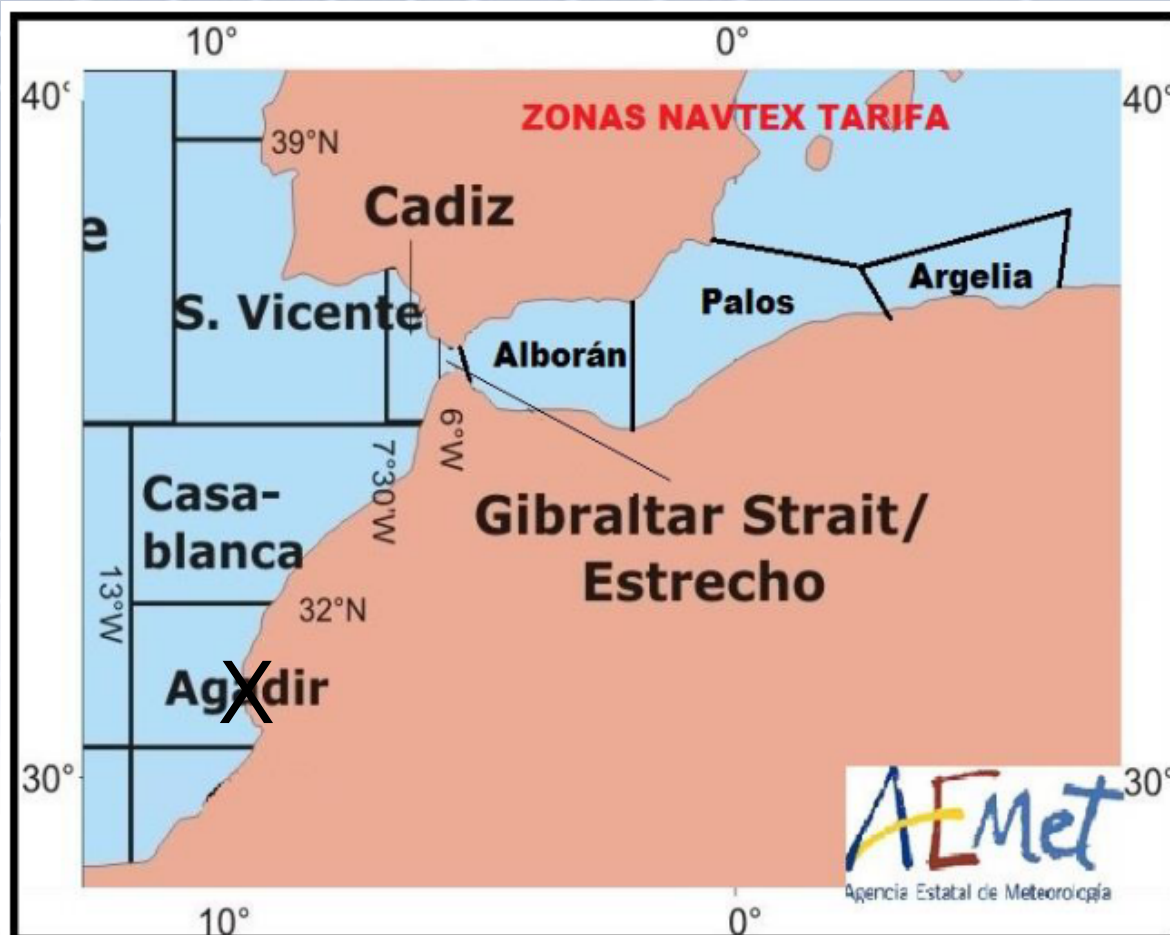 10°
0°
40°
40°
ZONAS NAVTEX TARIFA
39°N
Cadiz
e
Argelia
S. Vicente
Palos
Alborán
6°W
7°30'W
Casa-
blanca
Gibraltar Strait/
Estrecho
13°W
32°N
Agadir
X
30°
30°
AEMet
Agencia Estatal de Meteorología
10°
0°